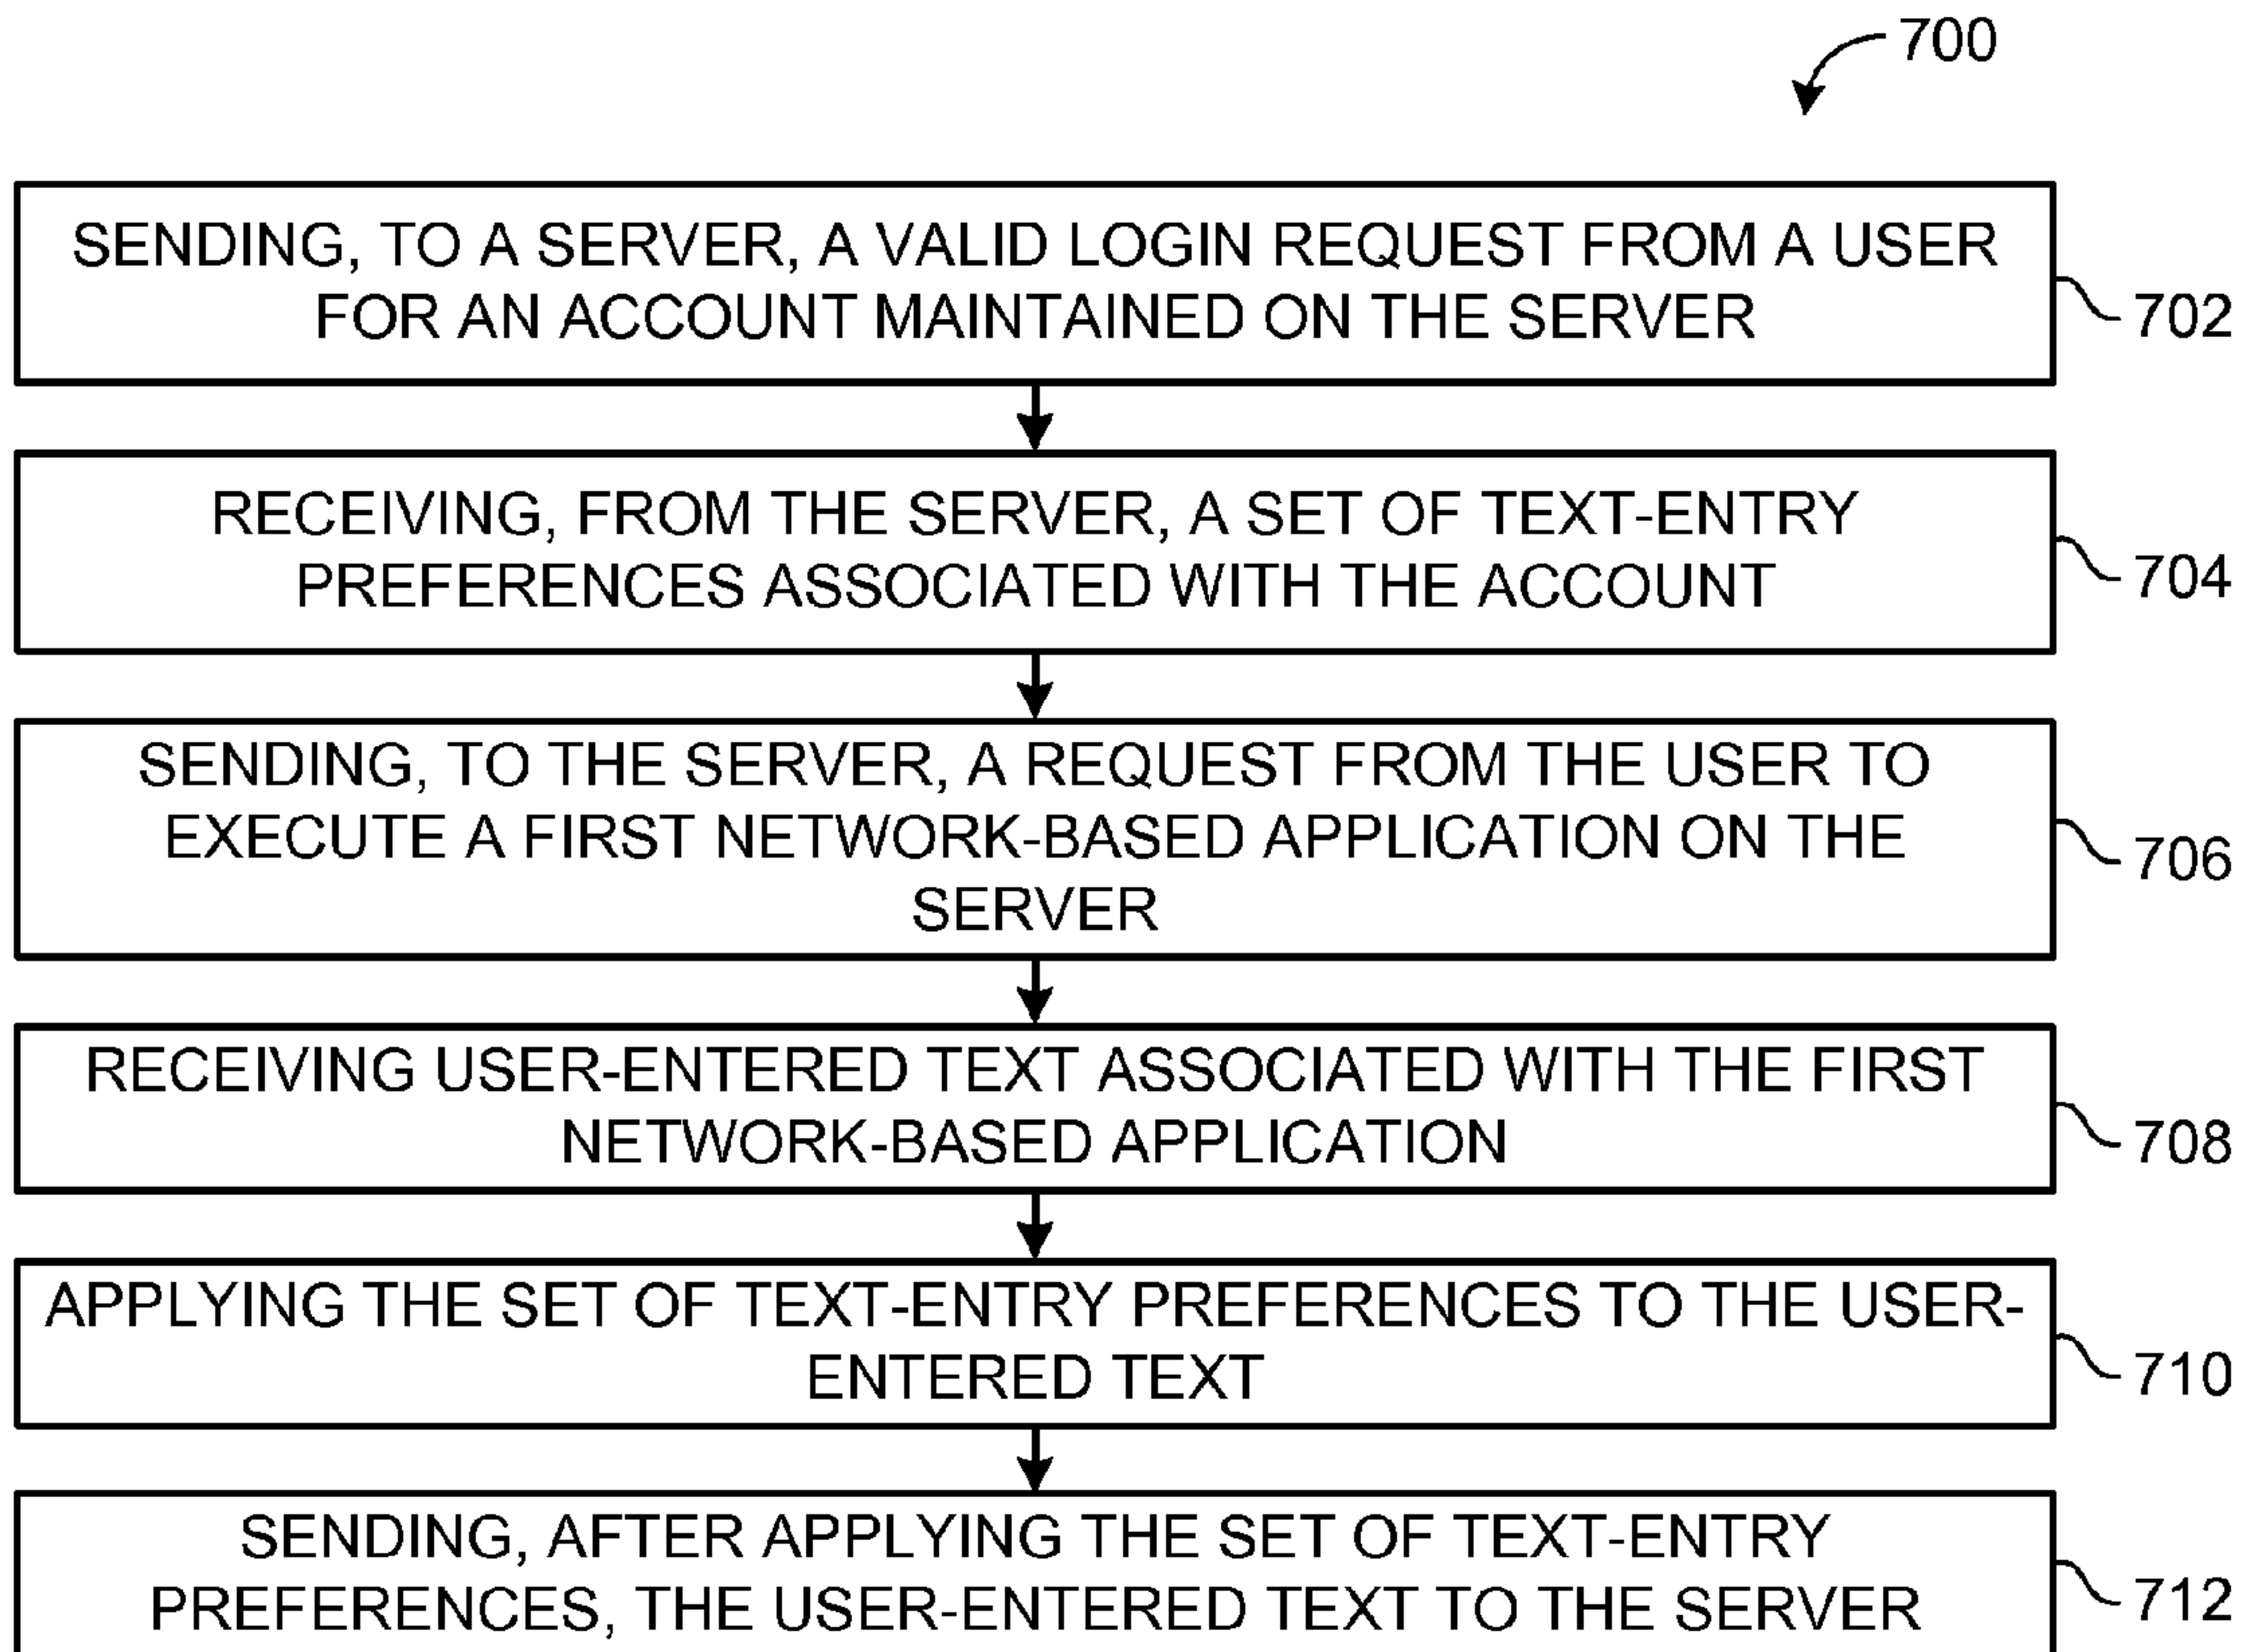 700
SENDING, TO A SERVER, A VALID LOGIN REQUEST FROM A USER
FOR AN ACCOUNT MAINTAINED ON THE SERVER
702
RECEIVING, FROM THE SERVER, A SET OF TEXT-ENTRY
PREFERENCES ASSOCIATED WITH THE ACCOUNT
704
SENDING, TO THE SERVER, A REQUEST FROM THE USER TO
EXECUTE A FIRST NETWORK-BASED APPLICATION ON THE
SERVER
706
RECEIVING USER-ENTERED TEXT ASSOCIATED WITH THE FIRST
NETWORK-BASED APPLICATION
708
APPLYING THE SET OF TEXT-ENTRY PREFERENCES TO THE USER-
ENTERED TEXT
710
SENDING, AFTER APPLYING THE SET OF TEXT-ENTRY
PREFERENCES, THE USER-ENTERED TEXT TO THE SERVER
712